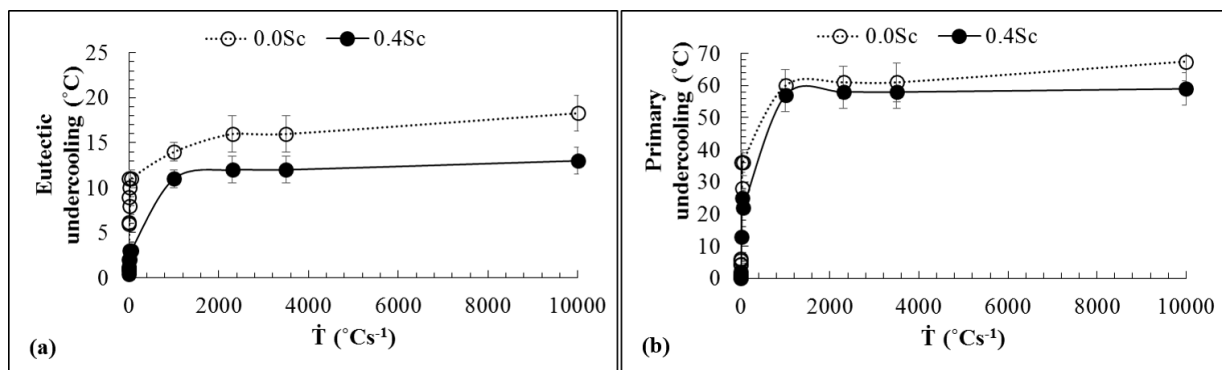 0.0Sc 0.4Sc
Eutectic
undercooling (˚C)
25
20
15
10
5
0
0 2000 4000 6000 8000 10000
Ṫ (˚Cs-1)
(a)
0.0Sc 0.4Sc
Primary
undercooling (˚C)
70
60
50
40
30
20
10
0
0 2000 4000 6000 8000 10000
Ṫ (˚Cs-1)
(b)